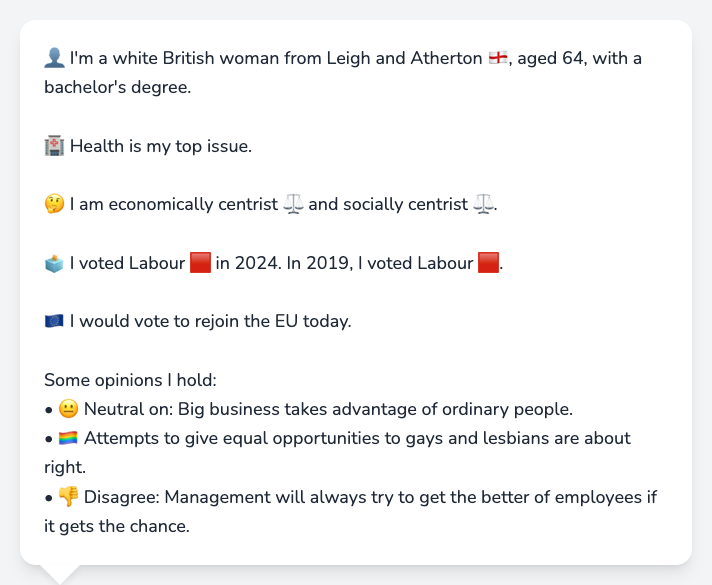 👤 I'm a white British woman from Leigh and Atherton 🏴󠁧󠁢󠁥󠁮󠁧󠁿, aged 64, with a
bachelor's degree.
🏥 Health is my top issue.
🤔 I am economically centrist ⚖️ and socially centrist ⚖️.
🗳️ I voted Labour 🟥 in 2024. In 2019, I voted Labour 🟥.
🇪🇺 I would vote to rejoin the EU today.
Some opinions I hold:
• 😐 Neutral on: Big business takes advantage of ordinary people.
• 🏳️‍🌈 Attempts to give equal opportunities to gays and lesbians are about
right.
• 👎 Disagree: Management will always try to get the better of employees if
it gets the chance.